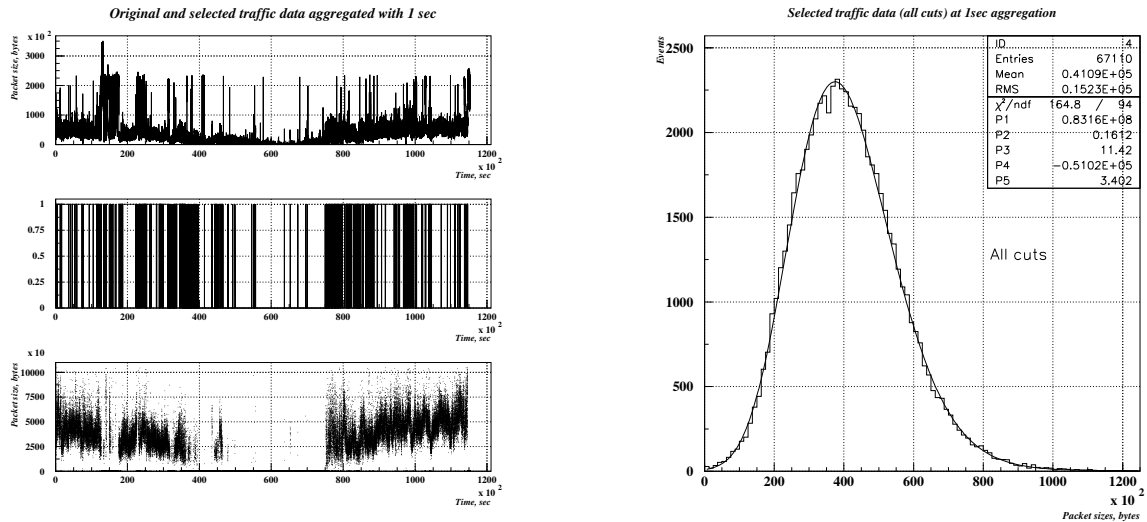 Original and selected traffic data aggregated with 1 sec
x 10 2
Packet size, bytes
3000
2000
1000
0
0 200 400 600 800 1000 1200
x 10 2
Time, sec
1
0.75
0.5
0.25
0
0 200 400 600 800 1000 1200
x 10 2
Time, sec
x 10
Packet size, bytes
10000
7500
5000
2500
0
0 200 400 600 800 1000 1200
x 10 2
Time, sec
Selected traffic data (all cuts) at 1sec aggregation
Events
2500
2000
1500
1000
500
0
0 200 400 600 800 1000 1200
x 10 2
Packet sizes, bytes
ID 4
Entries 67110
Mean 0.4109E+05
RMS 0.1523E+05
χ2/ndf 164.8 / 94
P1 0.8316E+08
P2 0.1612
P3 11.42
P4 −0.5102E+05
P5 3.402
All cuts